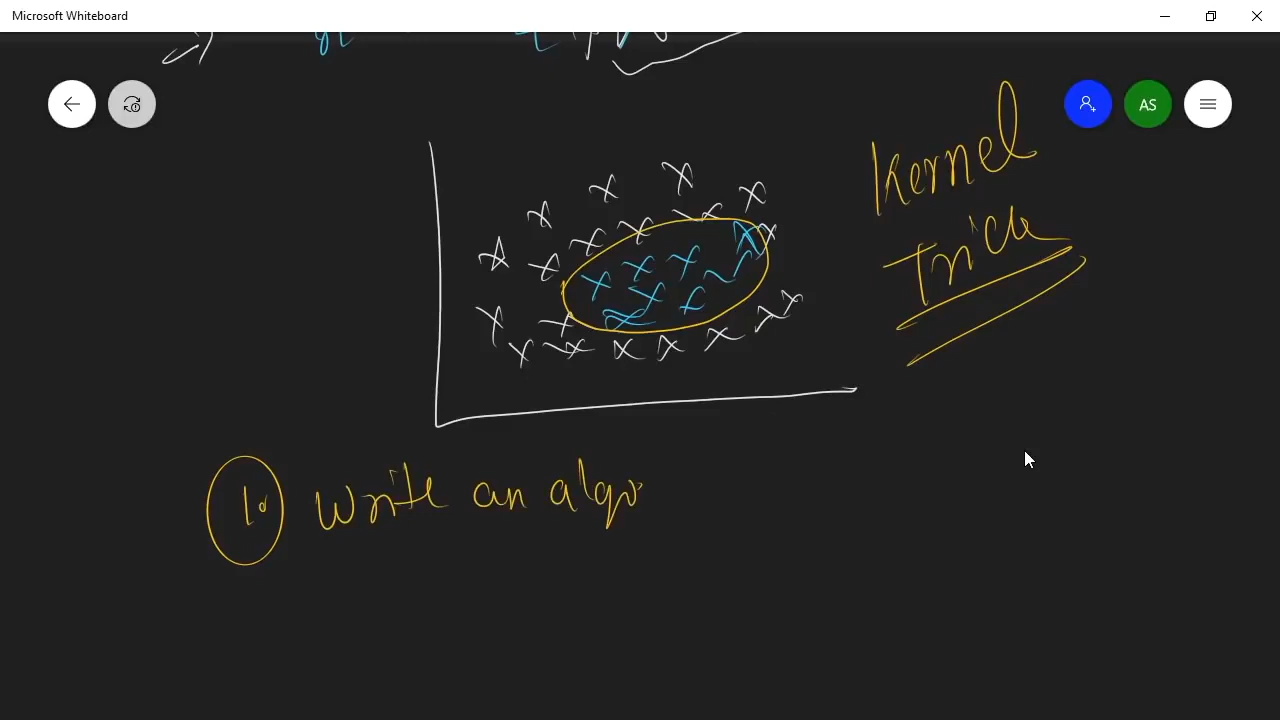 Microsoft Whiteboard
AS
Kernel
Trick
1. Write an algo